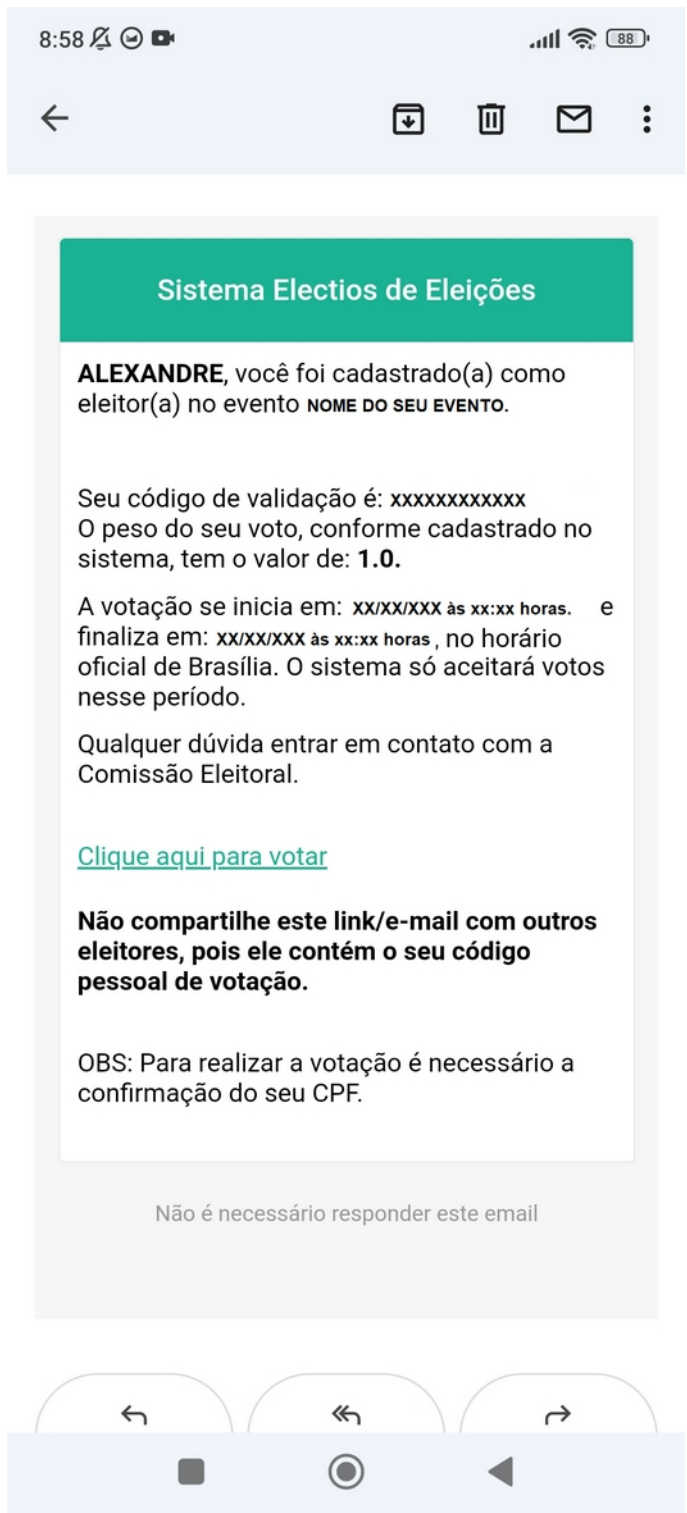 8:58
88
Sistema Electios de Eleições
ALEXANDRE, você foi cadastrado(a) como
eleitor(a) no evento NOME DO SEU EVENTO.
Seu código de validação é: xxxxxxxxxxxx
O peso do seu voto, conforme cadastrado no
sistema, tem o valor de: 1.0.
A votação se inicia em: XX/XX/XXX às xx:xx horas. e
finaliza em: XX/XX/XXX às xx:xx horas , no horário
oficial de Brasília. O sistema só aceitará votos
nesse período.
Qualquer dúvida entrar em contato com a
Comissão Eleitoral.
Clique aqui para votar
Não compartilhe este link/e-mail com outros
eleitores, pois ele contém o seu código
pessoal de votação.
OBS: Para realizar a votação é necessário a
confirmação do seu CPF.
Não é necessário responder este email